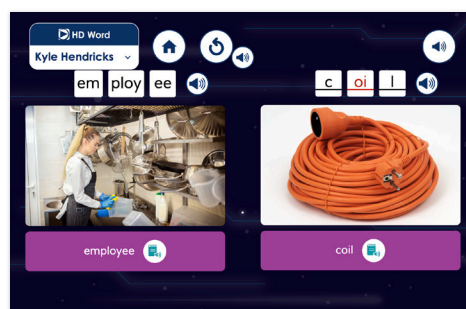 HD Word
Kyle Hendricks
em ploy ee
c oi l
employee
coil